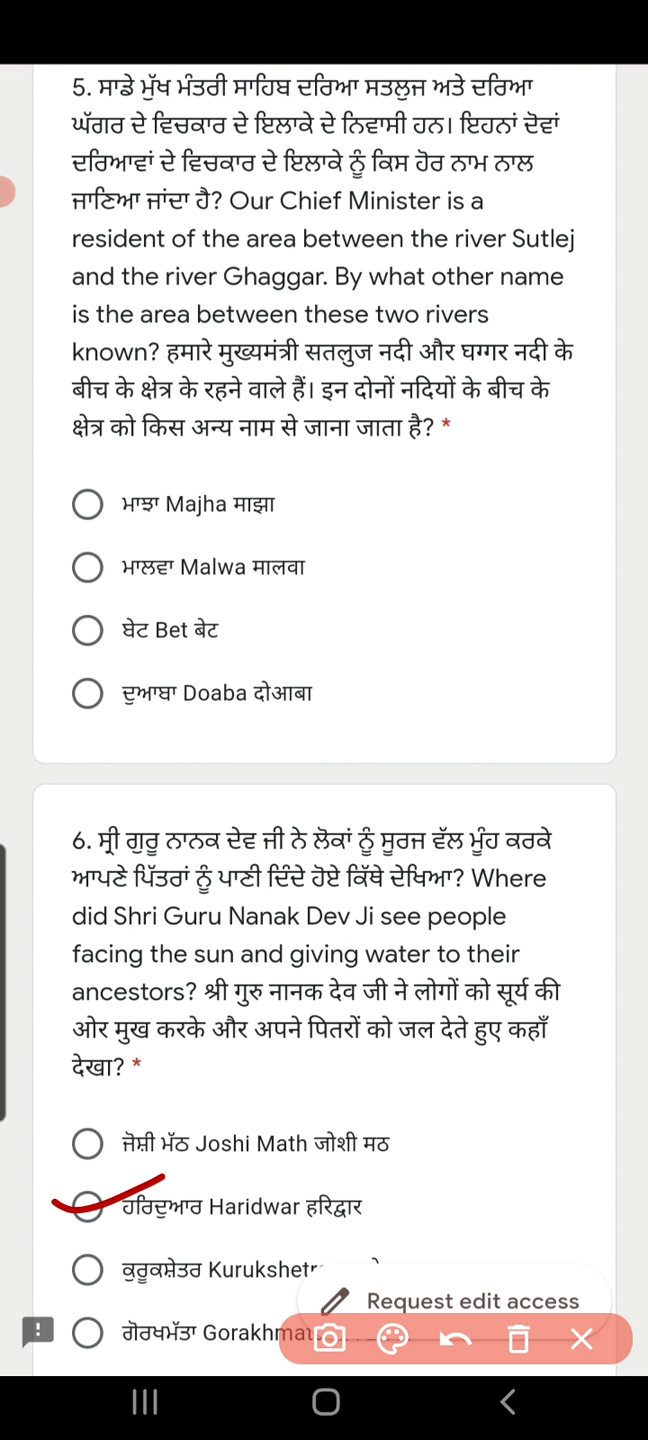 5. ਸਾਡੇ ਮੁੱਖ ਮੰਤਰੀ ਸਾਹਿਬ ਦਰਿਆ ਸਤਲੁਜ ਅਤੇ ਦਰਿਆ
ਘੱਗਰ ਦੇ ਵਿਚਕਾਰ ਦੇ ਇਲਾਕੇ ਦੇ ਨਿਵਾਸੀ ਹਨ। ਇਹਨਾਂ ਦੋਵਾਂ
ਦਰਿਆਵਾਂ ਦੇ ਵਿਚਕਾਰ ਦੇ ਇਲਾਕੇ ਨੂੰ ਕਿਸ ਹੋਰ ਨਾਮ ਨਾਲ
ਜਾਣਿਆ ਜਾਂਦਾ ਹੈ? Our Chief Minister is a
resident of the area between the river Sutlej
and the river Ghaggar. By what other name
is the area between these two rivers
known? हमारे मुख्यमंत्री सतलुज नदी और घग्गर नदी के
बीच के क्षेत्र के रहने वाले हैं। इन दोनों नदियों के बीच के
क्षेत्र को किस अन्य नाम से जाना जाता है? *
ਮਾਝਾ Majha माझा
ਮਾਲਵਾ Malwa मालवा
ਬੇਟ Bet बेट
ਦੁਆਬਾ Doaba दोआबा
6. ਸ੍ਰੀ ਗੁਰੂ ਨਾਨਕ ਦੇਵ ਜੀ ਨੇ ਲੋਕਾਂ ਨੂੰ ਸੂਰਜ ਵੱਲ ਮੂੰਹ ਕਰਕੇ
ਆਪਣੇ ਪਿੱਤਰਾਂ ਨੂੰ ਪਾਣੀ ਦਿੰਦੇ ਹੋਏ ਕਿੱਥੇ ਦੇਖਿਆ? Where
did Shri Guru Nanak Dev Ji see people
facing the sun and giving water to their
ancestors? श्री गुरु नानक देव जी ने लोगों को सूर्य की
ओर मुख करके और अपने पितरों को जल देते हुए कहाँ
देखा? *
ਜੋਸ਼ੀ ਮੱਠ Joshi Math जोशी मठ
ਹਰਿਦੁਆਰ Haridwar हरिद्वार
ਕੁਰੂਕਸ਼ੇਤਰ
Request edit access
ਗੋਰਖਮੱਤਾ